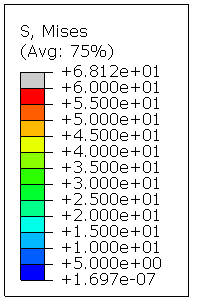 S, Mises
(Avg: 75%)
+6.812e+01
+6.000e+01
+5.500e+01
+5.000e+01
+4.500e+01
+4.000e+01
+3.500e+01
+3.000e+01
+2.500e+01
+2.000e+01
+1.500e+01
+1.000e+01
+5.000e+00
+1.697e-07